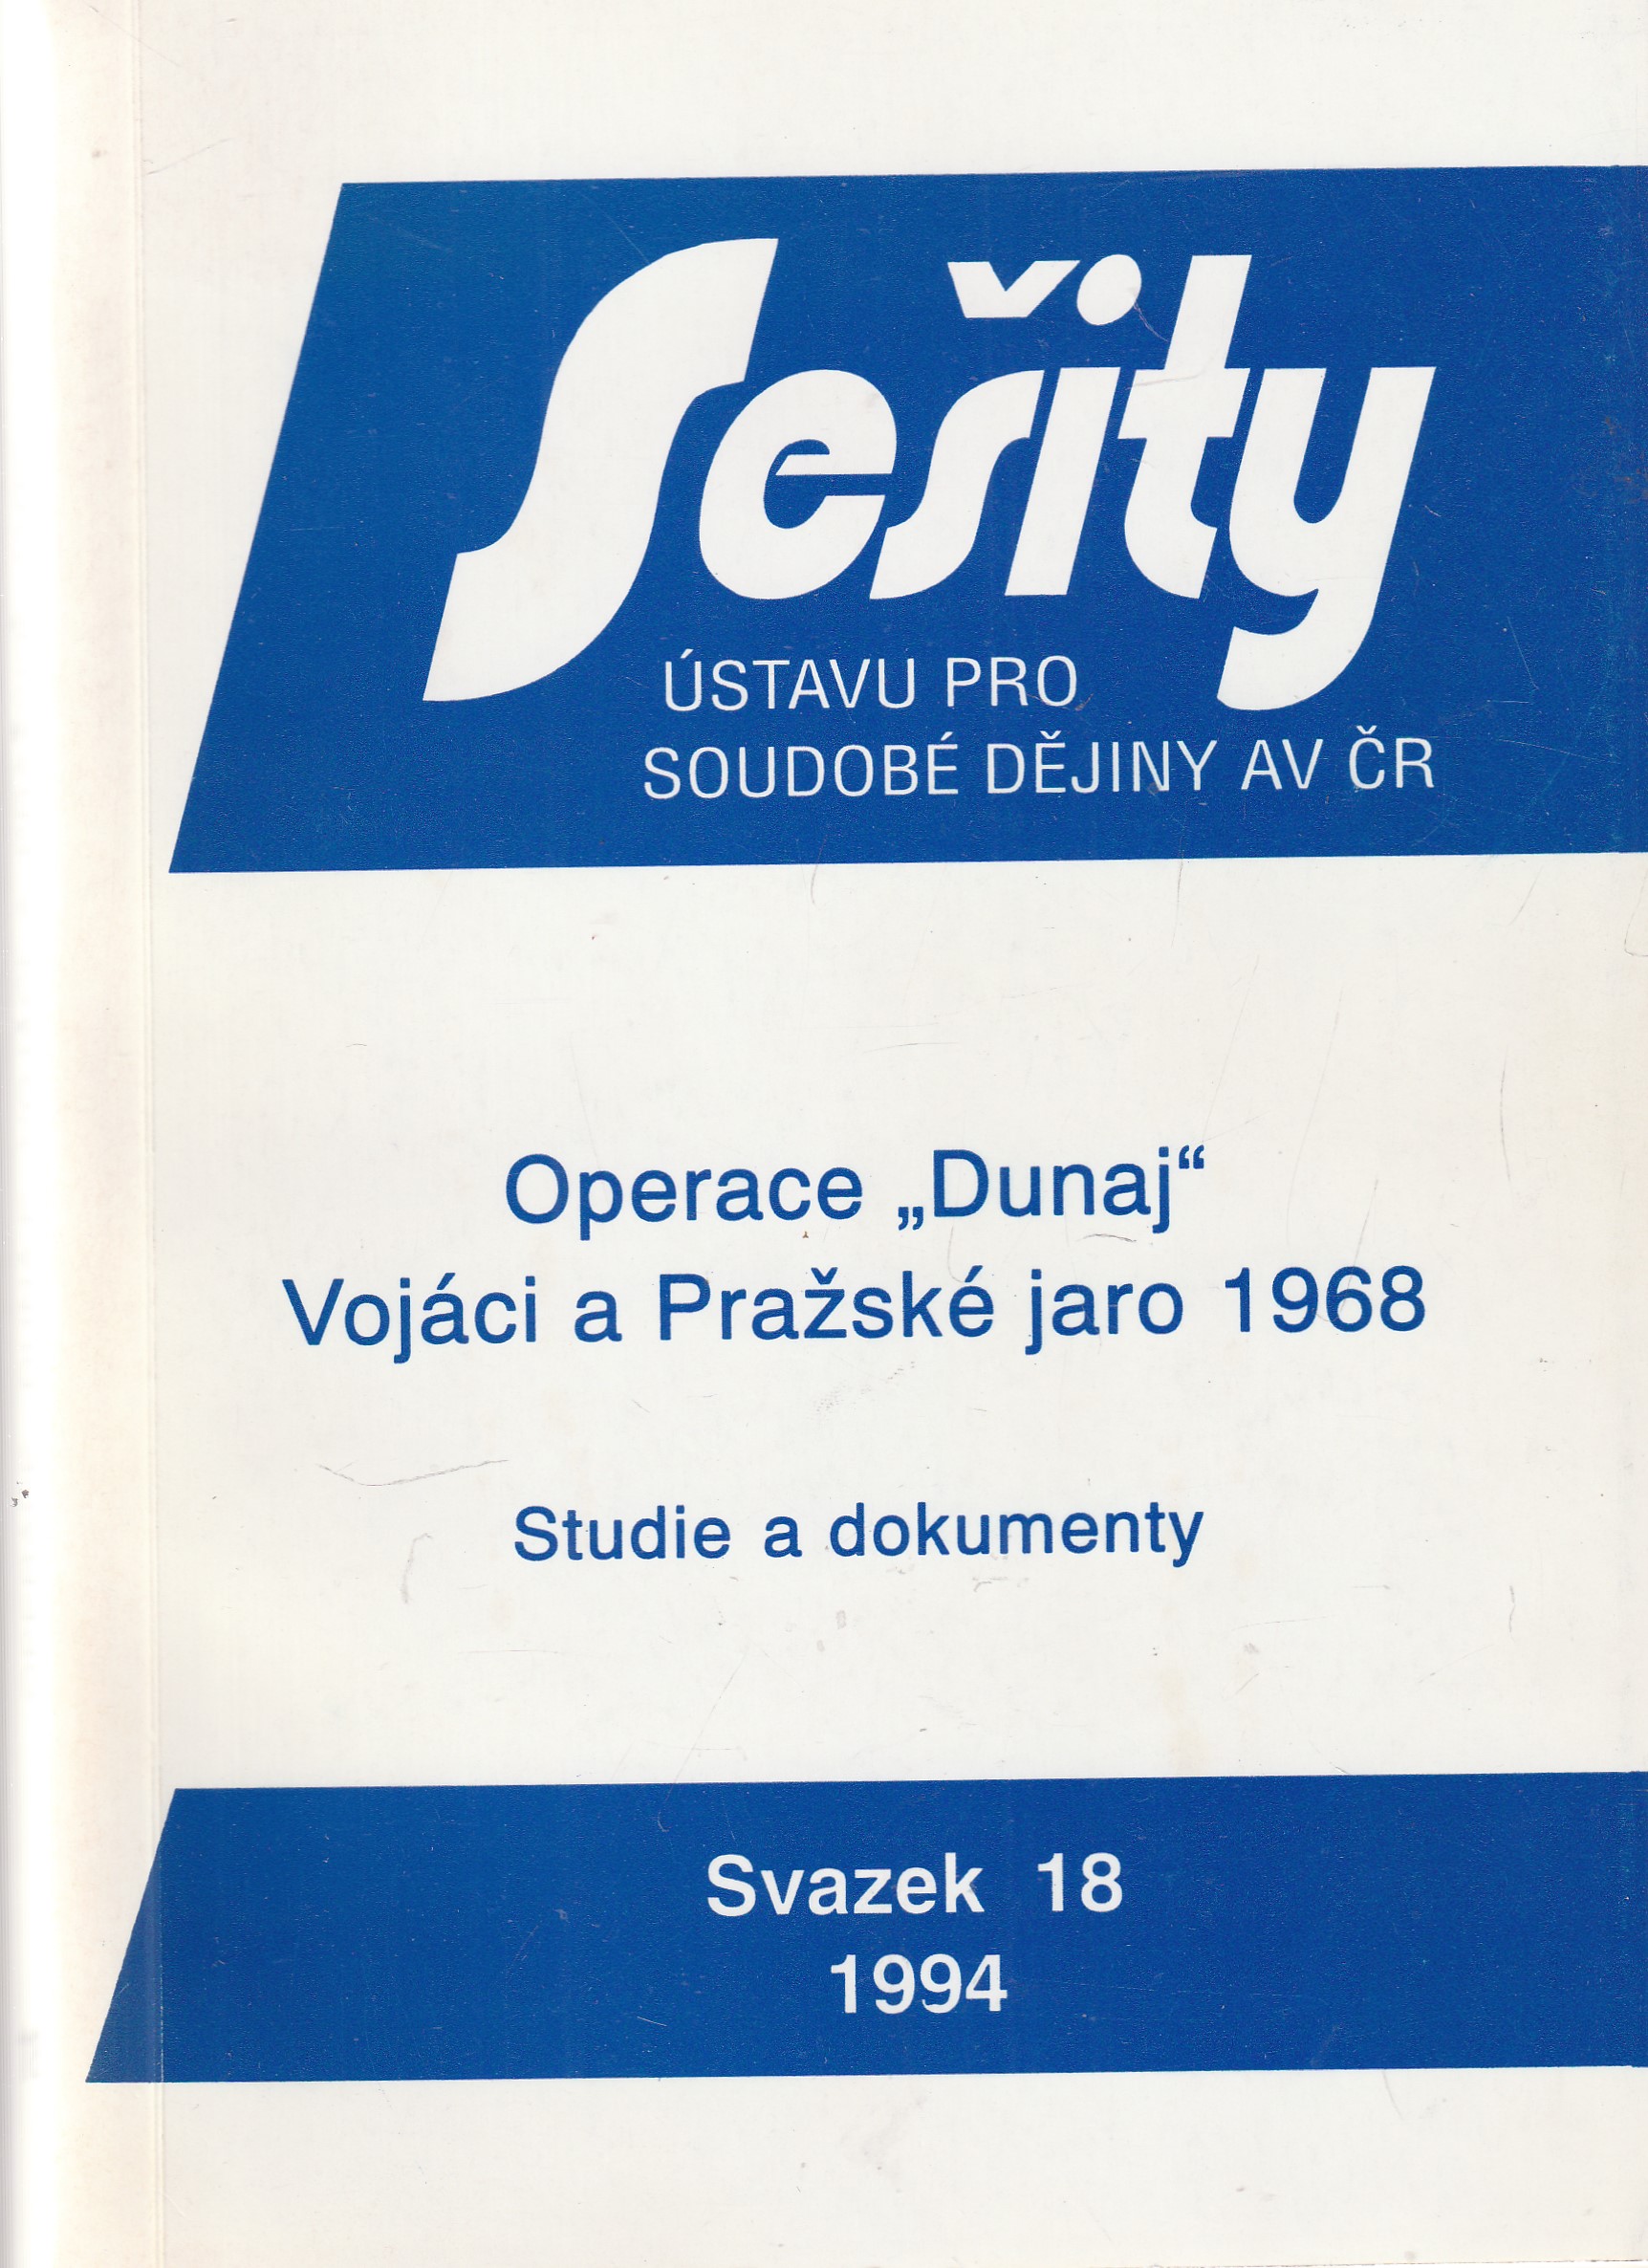 Sešity
ÚSTAVU PRO
SOUDOBÉ DĚJINY AV ČR
Operace „Dunaj“
Vojáci a Pražské jaro 1968
Studie a dokumenty
Svazek 18
1994